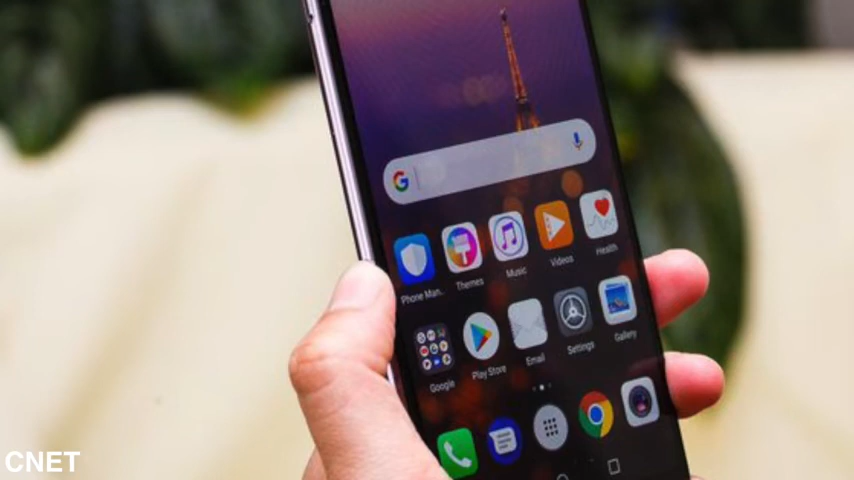 G
Phone Man..
Themes
Music
Videos
Health
Google
Play Store
Email
Settings
Gallery
CNET